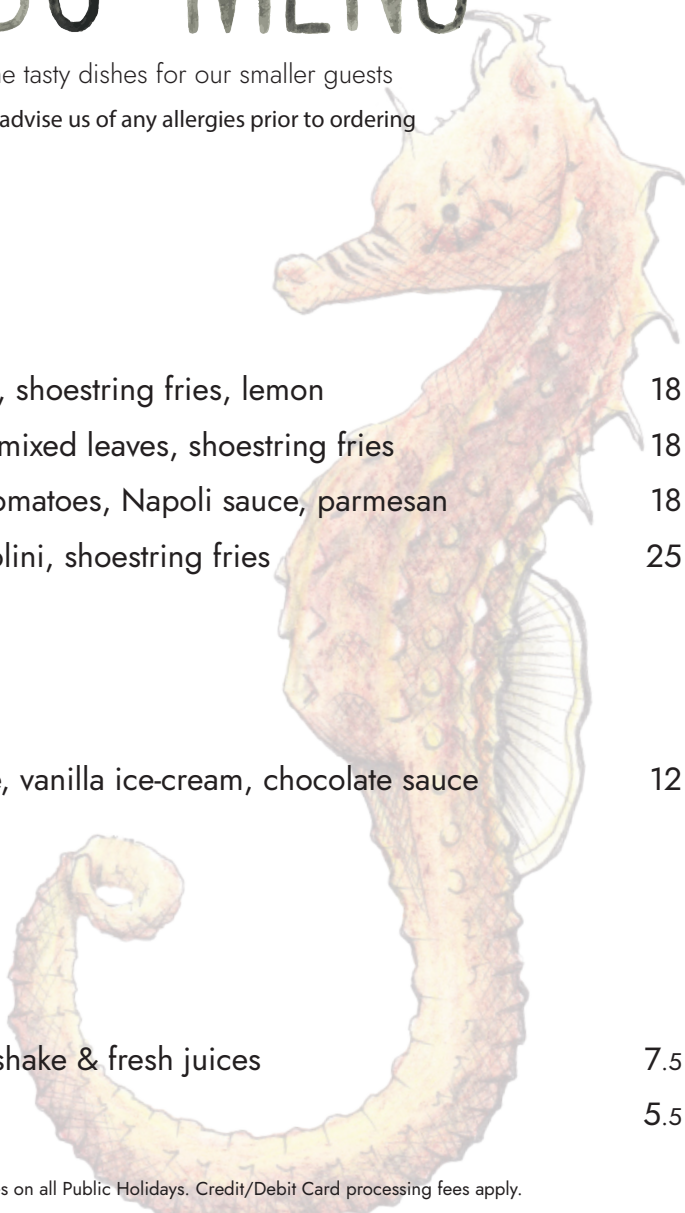 MENU
tasty dishes for our smaller guests
advise us of any allergies prior to ordering
, shoestring fries, lemon 18
mixed leaves, shoestring fries 18
omatoes, Napoli sauce, parmesan 18
lini, shoestring fries 25
, vanilla ice-cream, chocolate sauce 12
shake & fresh juices 7.5
5.5
s on all Public Holidays. Credit/Debit Card processing fees apply.